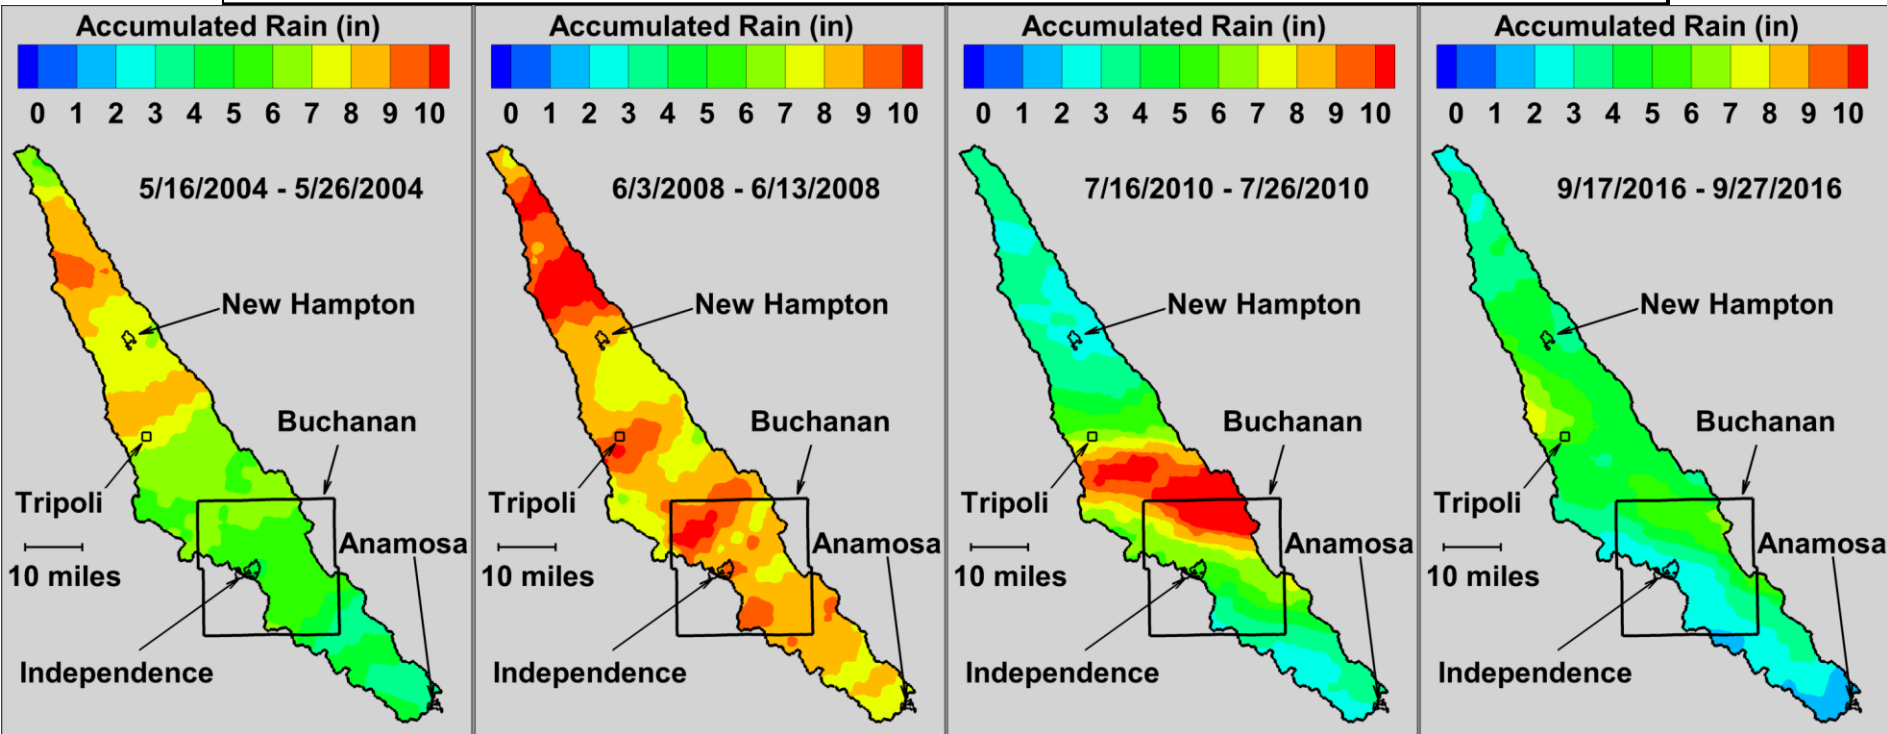 Accumulated Rain (in)
0 1 2 3 4 5 6 7 8 9 10
5/16/2004 - 5/26/2004
New Hampton
Buchanan
Tripoli
Anamosa
10 miles
Independence
Accumulated Rain (in)
0 1 2 3 4 5 6 7 8 9 10
6/3/2008 - 6/13/2008
New Hampton
Buchanan
Tripoli
Anamosa
10 miles
Independence
Accumulated Rain (in)
0 1 2 3 4 5 6 7 8 9 10
7/16/2010 - 7/26/2010
New Hampton
Buchanan
Tripoli
Anamosa
10 miles
Independence
Accumulated Rain (in)
0 1 2 3 4 5 6 7 8 9 10
9/17/2016 - 9/27/2016
New Hampton
Buchanan
Tripoli
Anamosa
10 miles
Independence